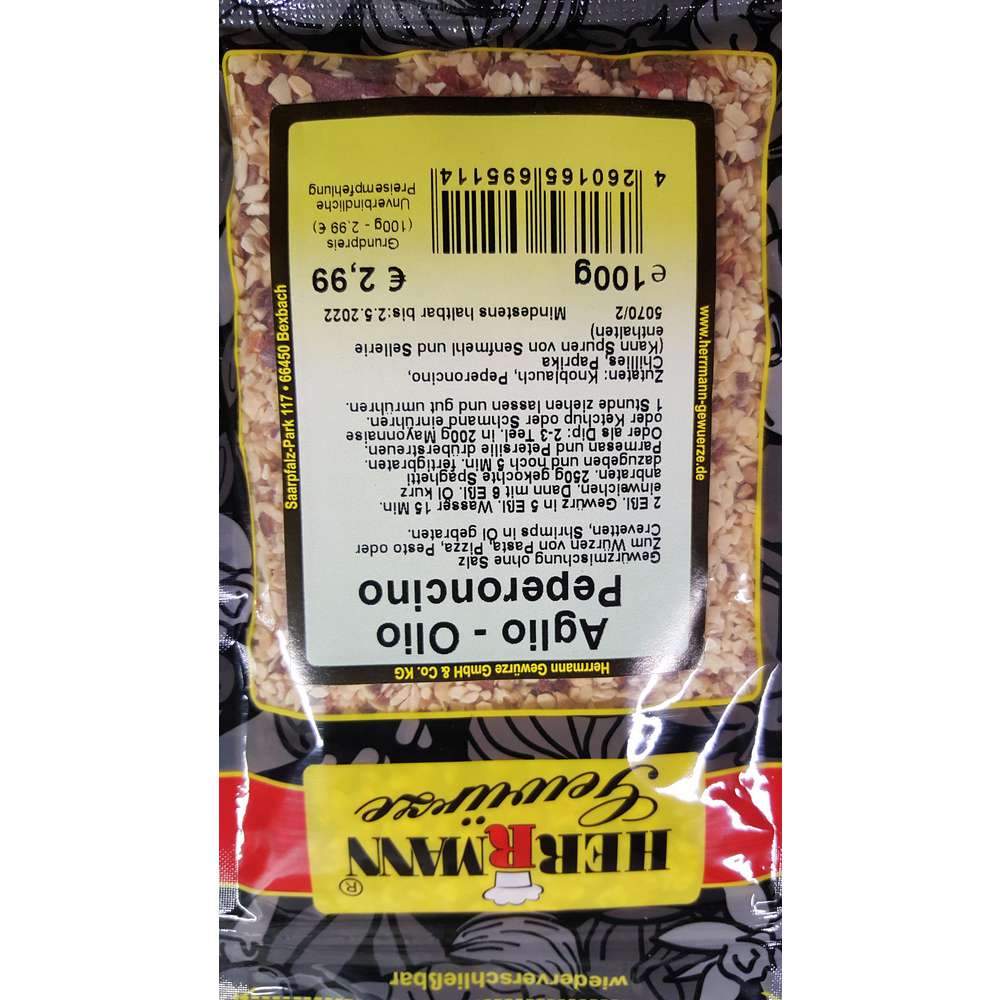 wiederverschließbar
HERRMANN®
Gewürze
Herrmann Gewürze GmbH & Co. KG
Aglio - Olio
Peperoncino
Gewürzmischung ohne Salz
Zum Würzen von Pasta, Pizza, Pesto oder
Crevetten, Shrimps in Öl gebraten.
2 Eßl. Gewürz in 5 Eßl. Wasser 15 Min.
einweichen. Dann mit 6 Eßl. Öl kurz
anbraten. 250g gekochte Spaghetti
dazugeben und noch 5 Min. fertigbraten.
Parmesan und Petersilie drüberstreuen.
Oder als Dip: 2-3 Teel. in 200g Mayonnaise
oder Ketchup oder Schmand einrühren.
1 Stunde ziehen lassen und gut umrühren.
Zutaten: Knoblauch, Peperoncino,
Chillies, Paprika
(Kann Spuren von Senfmehl und Sellerie
enthalten)
5070/2 Mindestens haltbar bis:2.5.2022
e100g € 2,99
Grundpreis
(100g - 2,99 €)
Unverbindliche
Preisempfehlung
4 260165 695114
www.herrmann-gewuerze.de
Saarpfalz-Park 117 • 66450 Bexbach